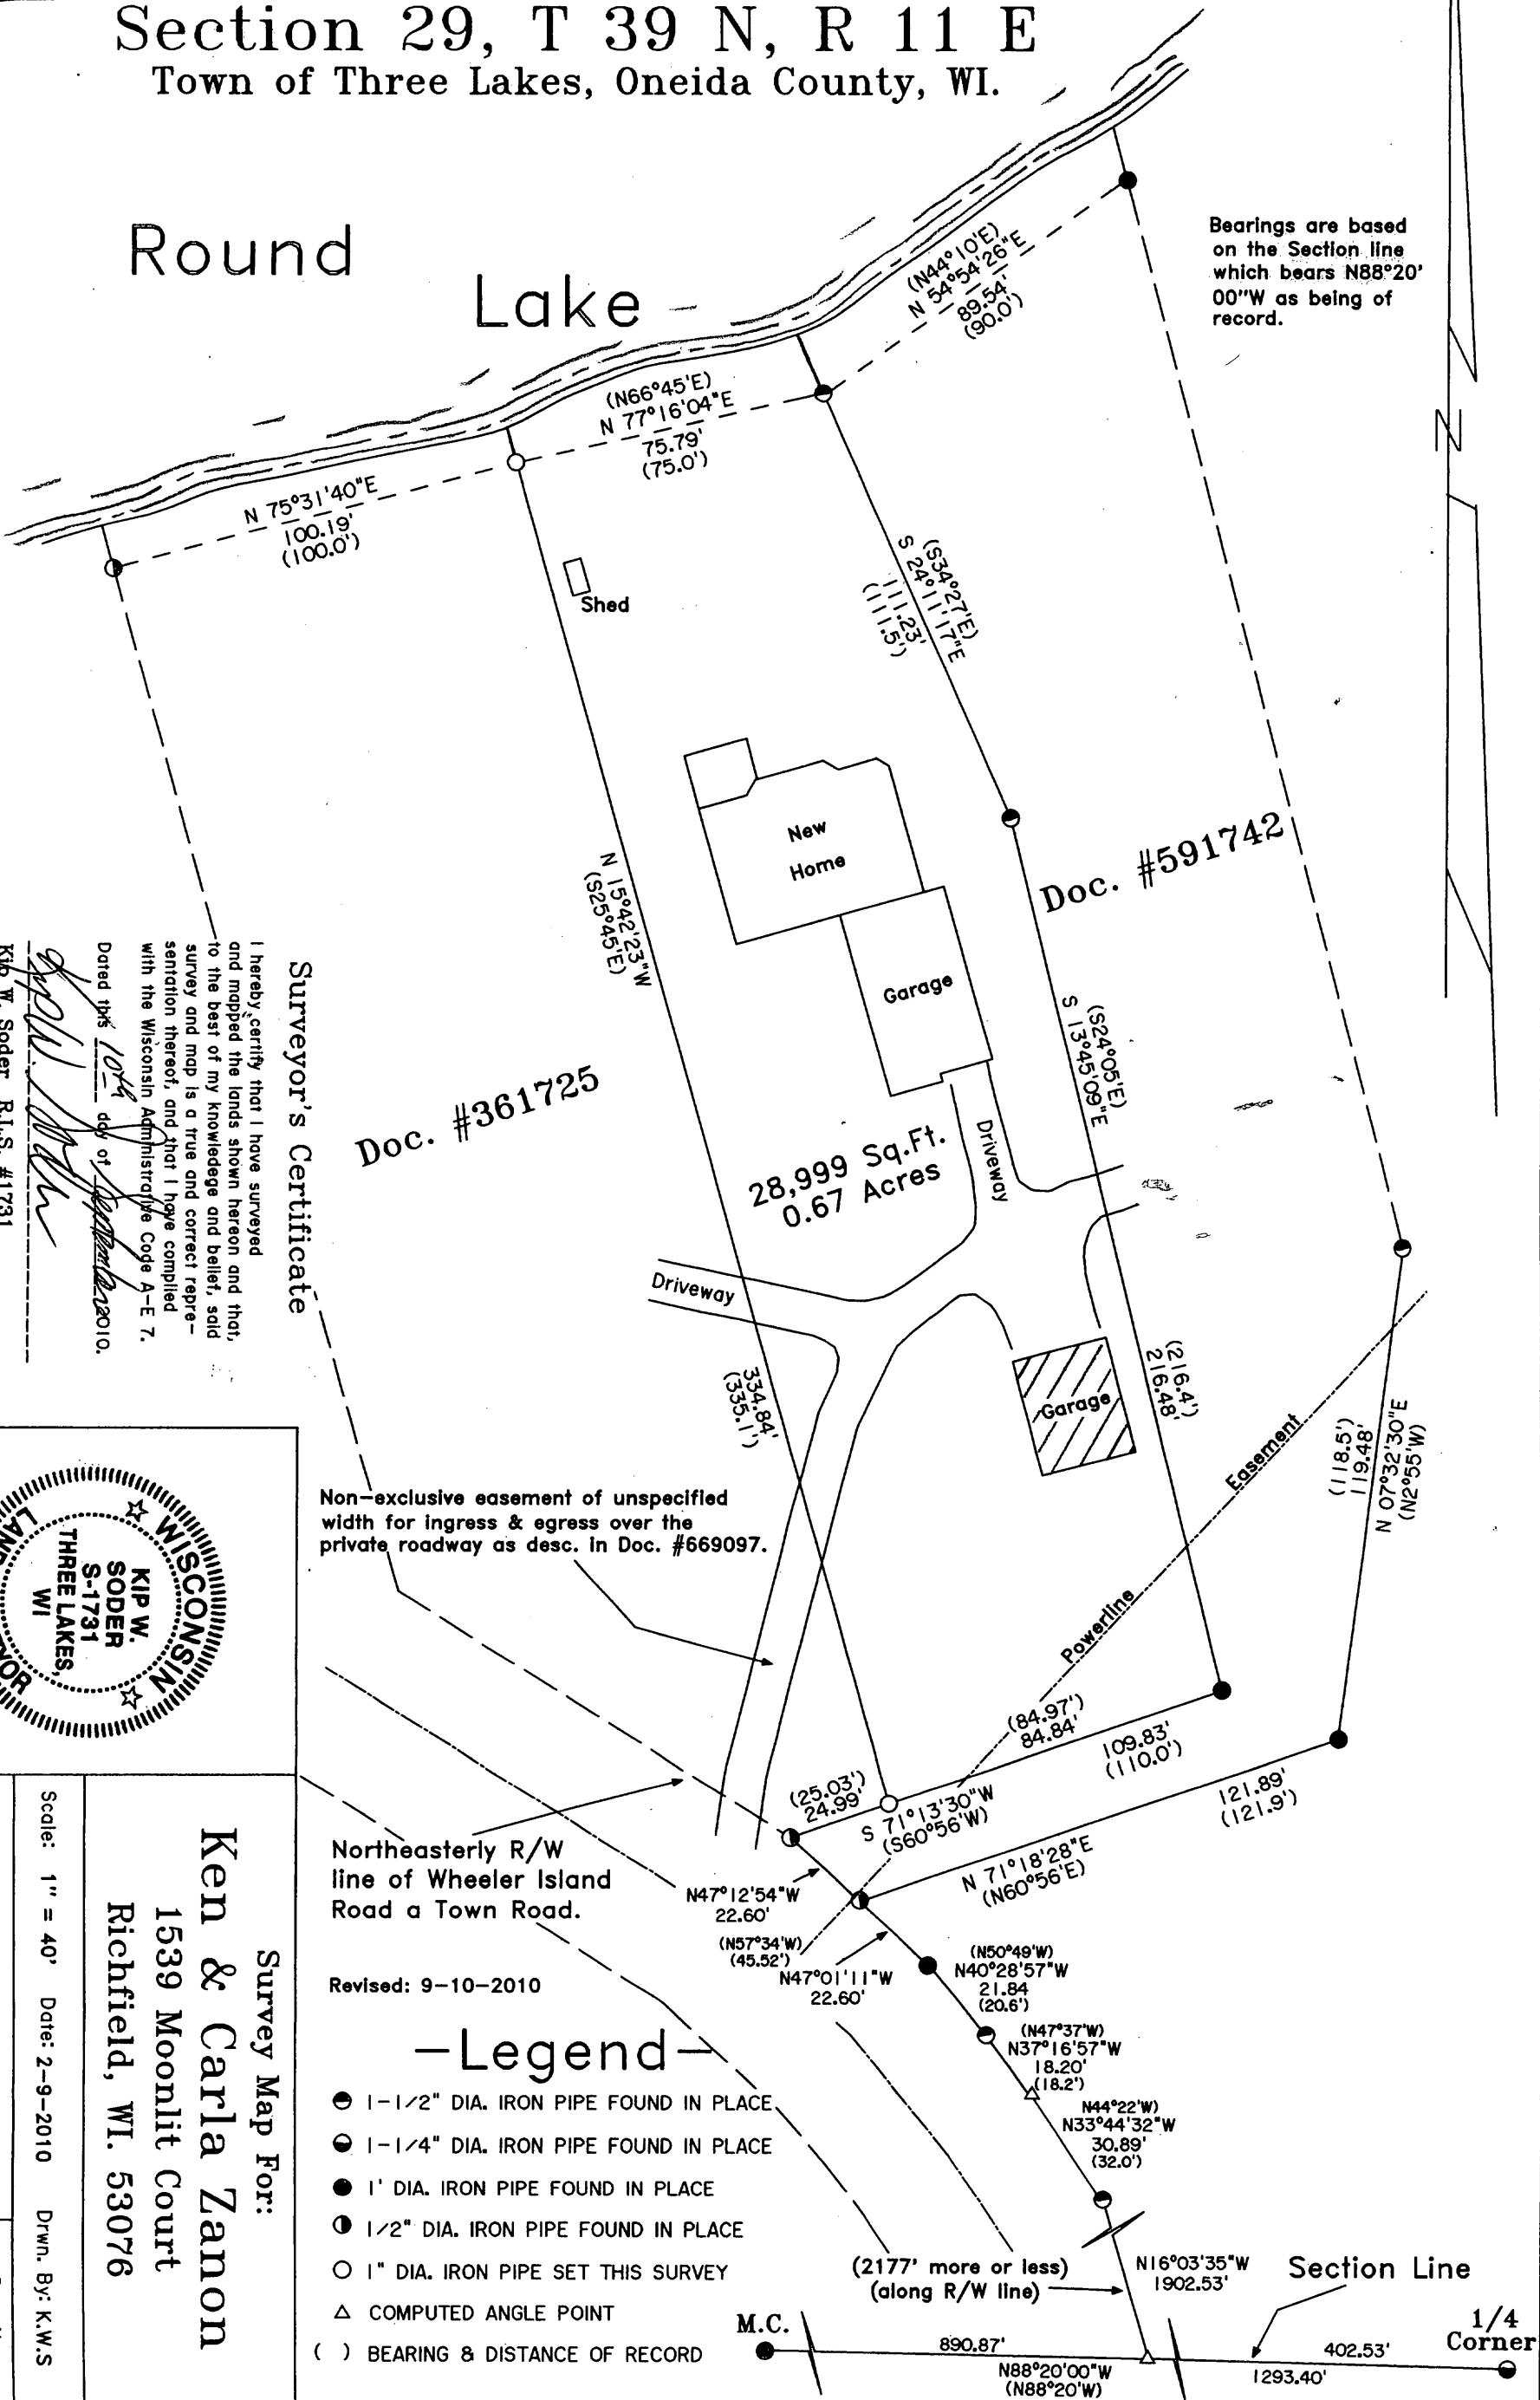 Section 29, T 39 N, R 11 E
Town of Three Lakes, Oneida County, WI.
Round
Lake
Bearings are based
on the Section line
which bears N88°20'
00"W as being of
record.
N
(N44°10'E)
N 54°54'26"E
89.54'
(90.0')
(N66°45'E)
N 77°16'04"E
75.79'
(75.0')
N 75°31'40"E
100.19'
(100.0')
Shed
(S34°27'E)
S 24°11'17"E
111.23'
(111.5')
New
Home
Garage
Doc. #591742
N 15°42'23"W
(S25°45'E)
(S24°05'E)
S 13°45'09"E
Doc. #361725
28,999 Sq.Ft.
0.67 Acres
Driveway
Driveway
334.84'
(335.1')
Garage
(216.4')
216.48'
Easement
Powerline
(118.5')
119.48'
N 07°32'30"E
(N2°55'W)
Surveyor's Certificate
I hereby certify that I have surveyed
and mapped the lands shown hereon and that,
to the best of my knowledege and belief, said
survey and map is a true and correct repre-
sentation thereof, and that I have complied
with the Wisconsin Administrative Code A-E 7.
Dated this 10th day of September 2010.
Kip W. Soder R.L.S. #1731
Non-exclusive easement of unspecified
width for ingress & egress over the
private roadway as desc. in Doc. #669097.
WISCONSIN
KIP W.
SODER
S-1731
THREE LAKES,
WI
(84.97')
84.84'
109.83'
(110.0')
(25.03')
24.99'
S 71°13'30"W
(S60°56'W)
121.89'
(121.9')
N 71°18'28"E
(N60°56'E)
Northeasterly R/W
line of Wheeler Island
Road a Town Road.
N47°12'54"W
22.60'
(N57°34'W)
(45.52')
N47°01'11"W
22.60'
(N50°49'W)
N40°28'57"W
21.84
(20.6')
(N47°37'W)
N37°16'57"W
18.20'
(18.2')
N44°22'W)
N33°44'32"W
30.89'
(32.0')
Revised: 9-10-2010
-Legend-
1-1/2" DIA. IRON PIPE FOUND IN PLACE
1-1/4" DIA. IRON PIPE FOUND IN PLACE
1' DIA. IRON PIPE FOUND IN PLACE
1/2" DIA. IRON PIPE FOUND IN PLACE
1" DIA. IRON PIPE SET THIS SURVEY
COMPUTED ANGLE POINT
( ) BEARING & DISTANCE OF RECORD
(2177' more or less)
(along R/W line)
N16°03'35"W
1902.53'
Section Line
M.C.
890.87'
N88°20'00"W
(N88°20'W)
402.53'
1293.40'
1/4
Corner
Survey Map For:
Ken & Carla Zanon
1539 Moonlit Court
Richfield, WI. 53076
Scale: 1" = 40' Date: 2-9-2010 Drwn. By: K.W.S